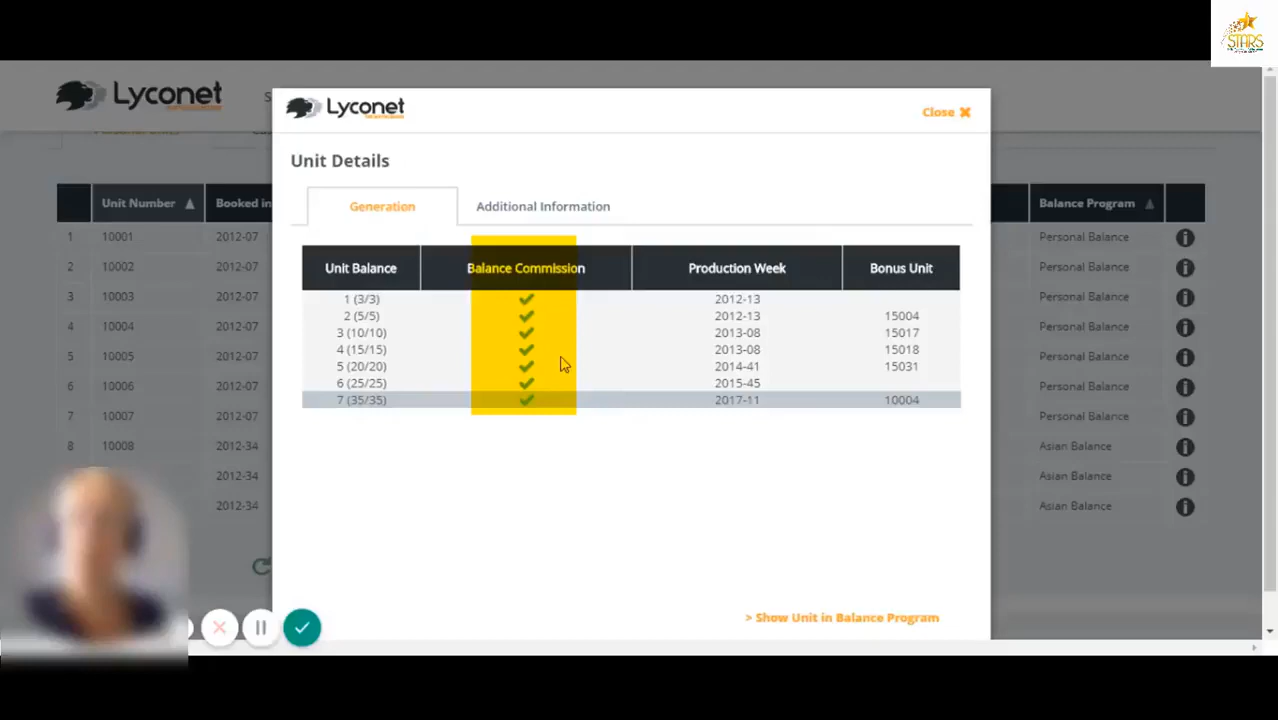 STARS
Lyconet
Lyconet
Close
Unit Details
Generation Additional Information
Unit Number Booked in Balance Program
Unit Balance Balance Commission Production Week Bonus Unit
1 (3/3) 2012-13
2 (5/5) 2012-13 15004
3 (10/10) 2013-08 15017
4 (15/15) 2013-08 15018
5 (20/20) 2014-41 15031
6 (25/25) 2015-45
7 (35/35) 2017-11 10004
1 10001 2012-07 Personal Balance
2 10002 2012-07 Personal Balance
3 10003 2012-07 Personal Balance
4 10004 2012-07 Personal Balance
5 10005 2012-07 Personal Balance
6 10006 2012-07 Personal Balance
7 10007 2012-07 Personal Balance
8 10008 2012-34 Asian Balance
2012-34 Asian Balance
2012-34 Asian Balance
> Show Unit in Balance Program